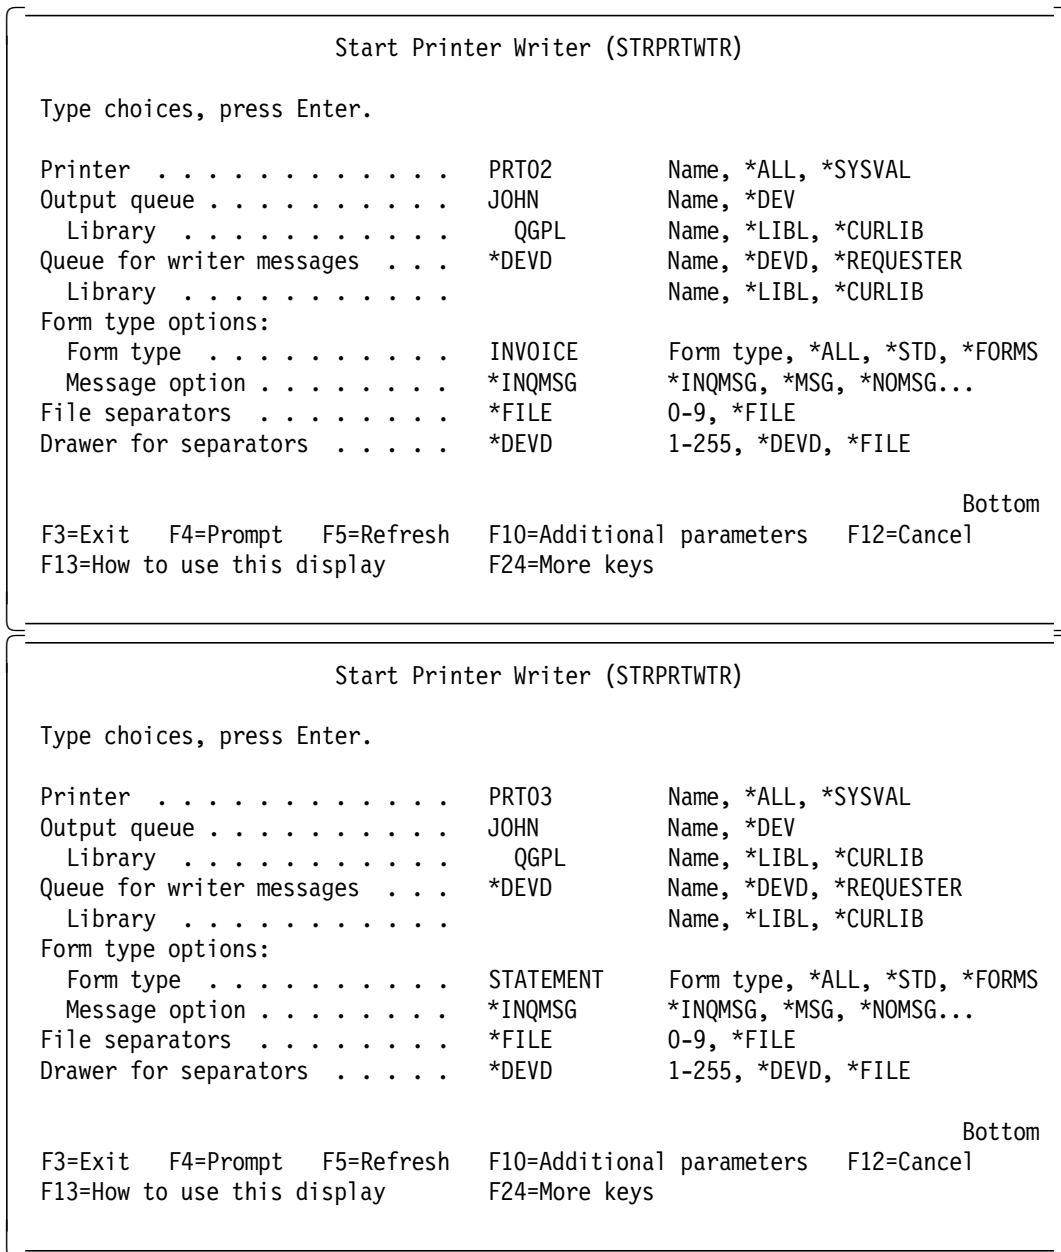 Start Printer Writer (STRPRTWTR)
Type choices, press Enter.
Printer . . . . . . . . . . . . PRT02 Name, *ALL, *SYSVAL
Output queue . . . . . . . . . . JOHN Name, *DEV
Library . . . . . . . . . . . QGPL Name, *LIBL, *CURLIB
Queue for writer messages . . . *DEVD Name, *DEVD, *REQUESTER
Library . . . . . . . . . . . Name, *LIBL, *CURLIB
Form type options:
Form type . . . . . . . . . . INVOICE Form type, *ALL, *STD, *FORMS
Message option . . . . . . . . *INQMSG *INQMSG, *MSG, *NOMSG...
File separators . . . . . . . . *FILE 0-9, *FILE
Drawer for separators . . . . . *DEVD 1-255, *DEVD, *FILE
Bottom
F3=Exit F4=Prompt F5=Refresh F10=Additional parameters F12=Cancel
F13=How to use this display F24=More keys
Start Printer Writer (STRPRTWTR)
Type choices, press Enter.
Printer . . . . . . . . . . . . PRT03 Name, *ALL, *SYSVAL
Output queue . . . . . . . . . . JOHN Name, *DEV
Library . . . . . . . . . . . QGPL Name, *LIBL, *CURLIB
Queue for writer messages . . . *DEVD Name, *DEVD, *REQUESTER
Library . . . . . . . . . . . Name, *LIBL, *CURLIB
Form type options:
Form type . . . . . . . . . . STATEMENT Form type, *ALL, *STD, *FORMS
Message option . . . . . . . . *INQMSG *INQMSG, *MSG, *NOMSG...
File separators . . . . . . . . *FILE 0-9, *FILE
Drawer for separators . . . . . *DEVD 1-255, *DEVD, *FILE
Bottom
F3=Exit F4=Prompt F5=Refresh F10=Additional parameters F12=Cancel
F13=How to use this display F24=More keys